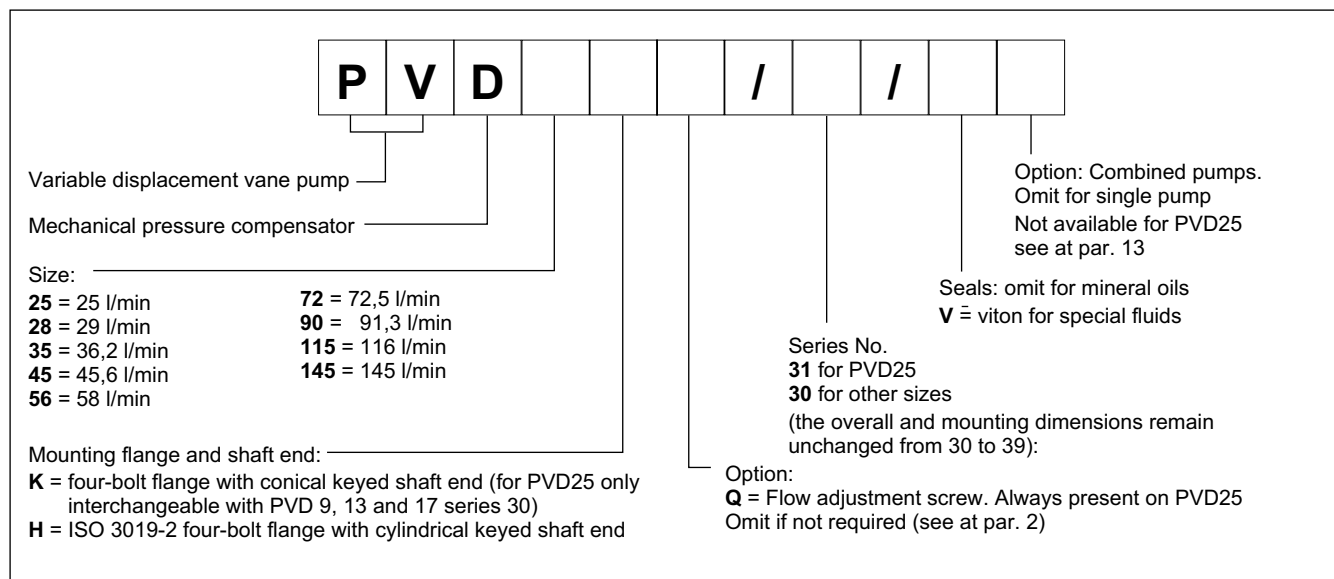 P V D / /
Variable displacement vane pump
Mechanical pressure compensator
Size:
25 = 25 l/min
28 = 29 l/min
35 = 36,2 l/min
45 = 45,6 l/min
56 = 58 l/min
72 = 72,5 l/min
90 = 91,3 l/min
115 = 116 l/min
145 = 145 l/min
Mounting flange and shaft end:
K = four-bolt flange with conical keyed shaft end (for PVD25 only
interchangeable with PVD 9, 13 and 17 series 30)
H = ISO 3019-2 four-bolt flange with cylindrical keyed shaft end
Option: Combined pumps.
Omit for single pump
Not available for PVD25
see at par. 13
Seals: omit for mineral oils
V = viton for special fluids
Series No.
31 for PVD25
30 for other sizes
(the overall and mounting dimensions remain
unchanged from 30 to 39):
Option:
Q = Flow adjustment screw. Always present on PVD25
Omit if not required (see at par. 2)